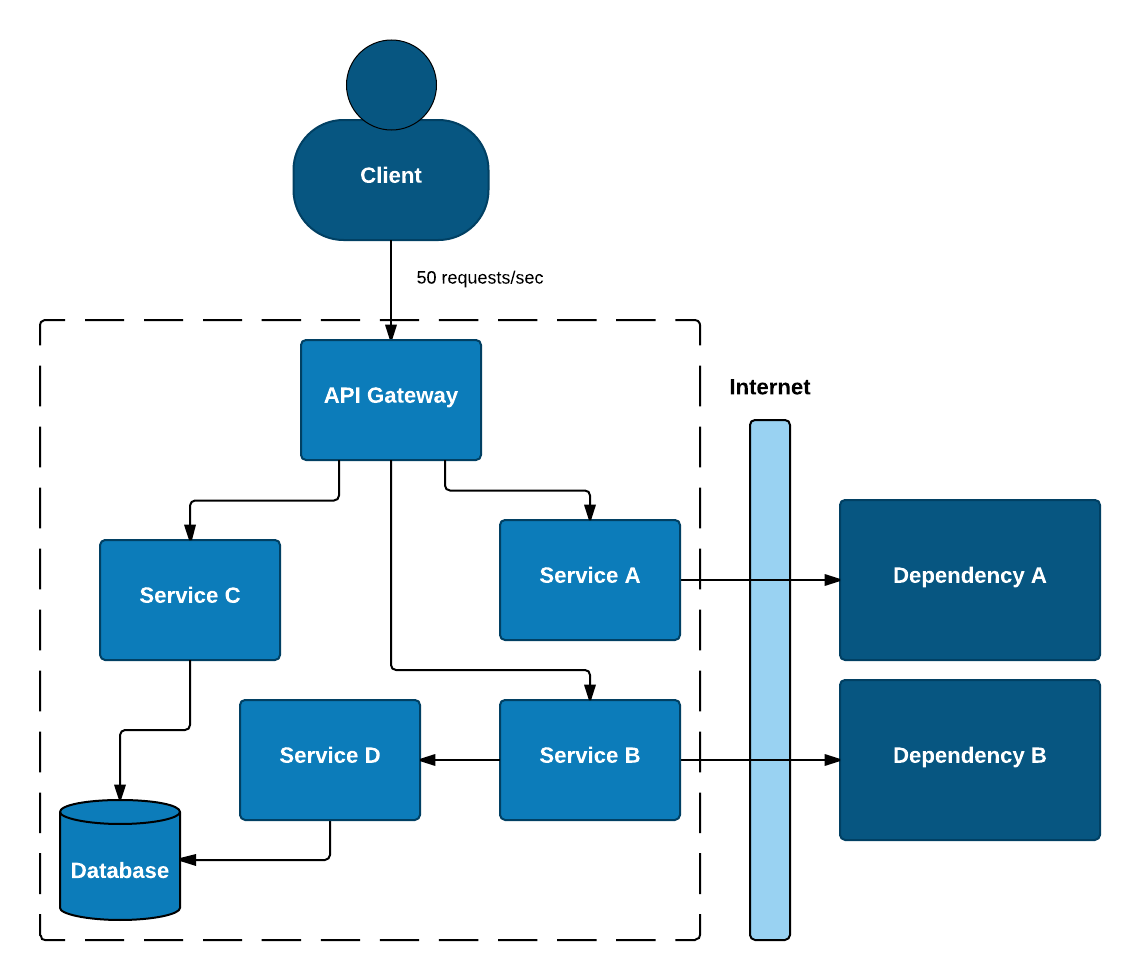 Client
50 requests/sec
API Gateway
Internet
Service A
Dependency A
Service C
Service D
Service B
Dependency B
Database